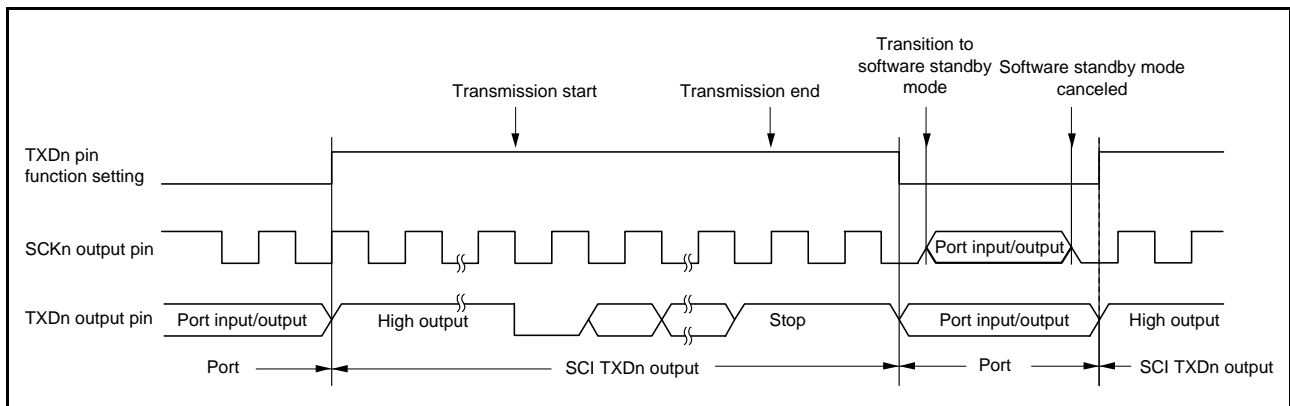 Transition to
software standby
mode
Software standby mode
canceled
Transmission start
Transmission end
TXDn pin
function setting
SCKn output pin
Port input/output
TXDn output pin
Port input/output
High output
Stop
Port input/output
High output
Port
SCI TXDn output
Port
SCI TXDn output